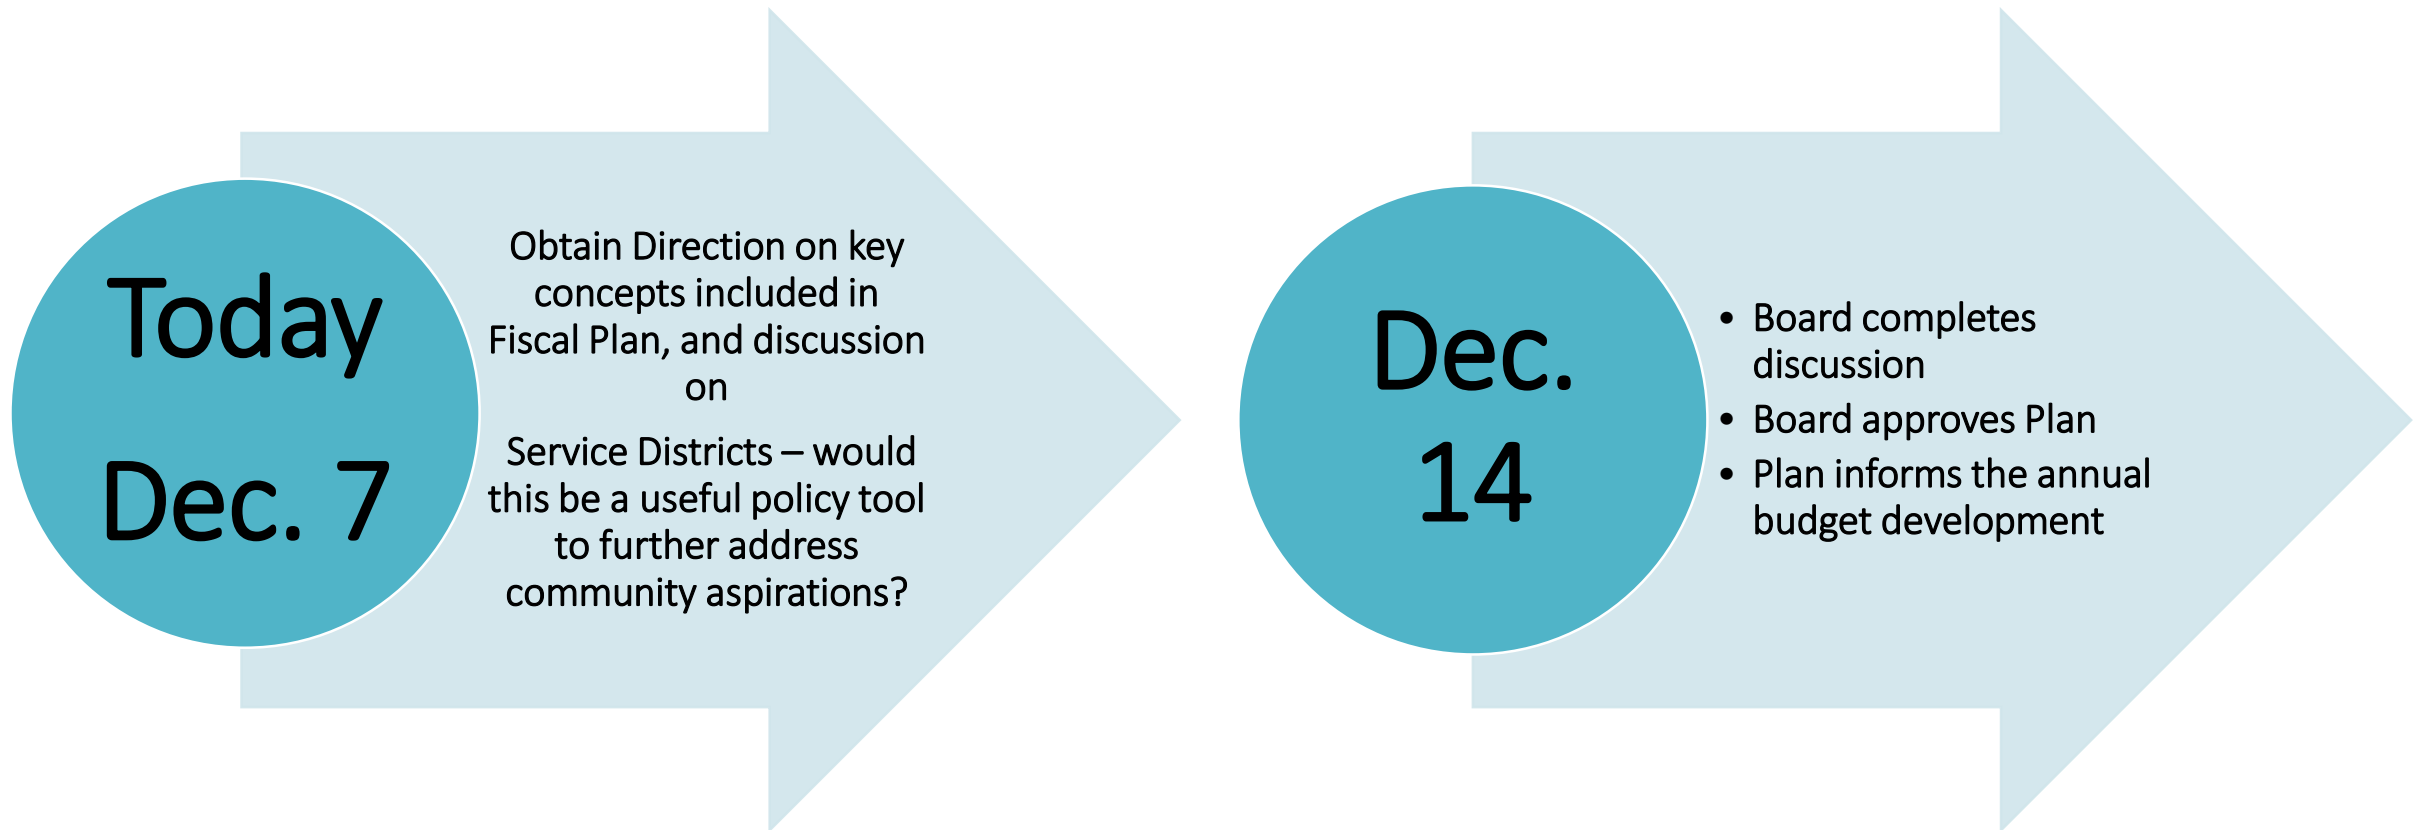 Today
Dec. 7
Obtain Direction on key
concepts included in
Fiscal Plan, and discussion
on
Service Districts – would
this be a useful policy tool
to further address
community aspirations?
Dec.
14
• Board completes
discussion
• Board approves Plan
• Plan informs the annual
budget development